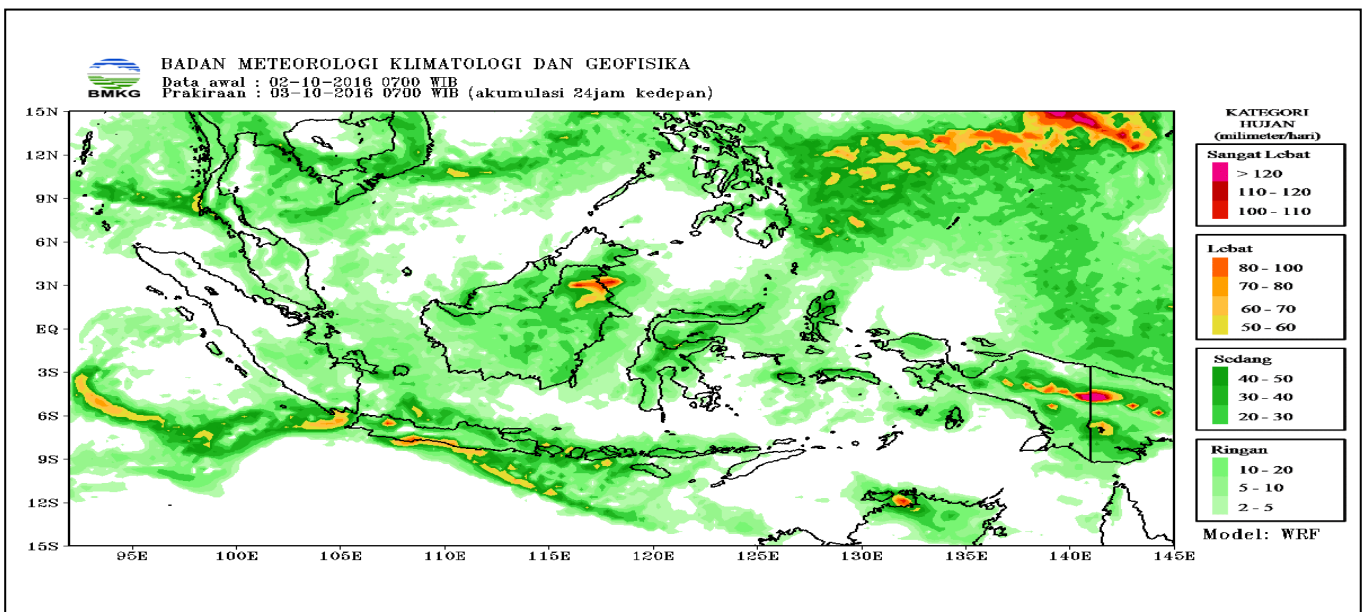 BADAN METEOROLOGI KLIMATOLOGI DAN GEOFISIKA
Data awal : 02-10-2016 0700 WIB
Prakiraan : 03-10-2016 0700 WIB (akumulasi 24jam kedepan)
BMKG
15N
12N
9N
6N
3N
EQ
3S
6S
9S
12S
15S
95E
100E
105E
110E
115E
120E
125E
130E
135E
140E
145E
KATEGORI
HUJAN
(milimeter/hari)
Sangat Lebat
> 120
110 - 120
100 - 110
Lebat
80 - 100
70 - 80
60 - 70
50 - 60
Sedang
40 - 50
30 - 40
20 - 30
Ringan
10 - 20
5 - 10
2 - 5
Model: WRF